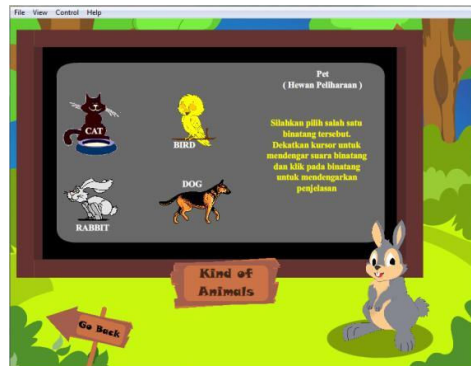 File View Control Help
Pet
( Hewan Peliharaan )
CAT
BIRD
Silahkan pilih salah satu
binatang tersebut.
Dekatkan kursor untuk
mendengar suara binatang
dan klik pada binatang
untuk mendengarkan
penjelasan
RABBIT
DOG
Kind of
Animals
Go Back